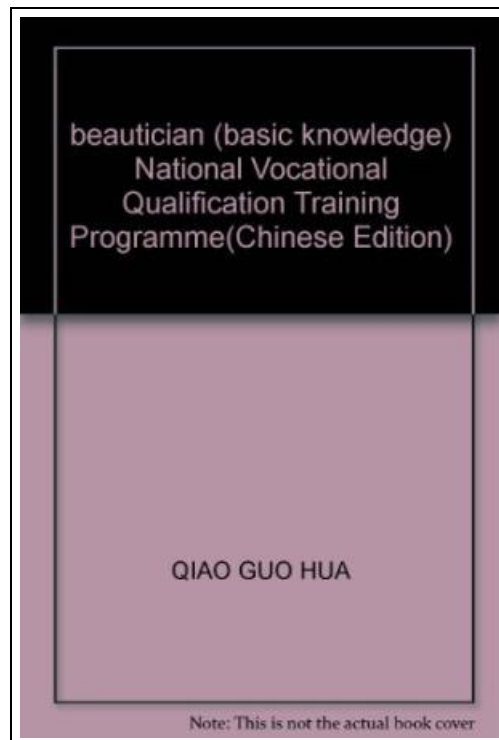 beautician (basic knowledge)
National Vocational
Qualification Training
Programme(Chinese Edition)
QIAO GUO HUA
Note: This is not the actual book cover